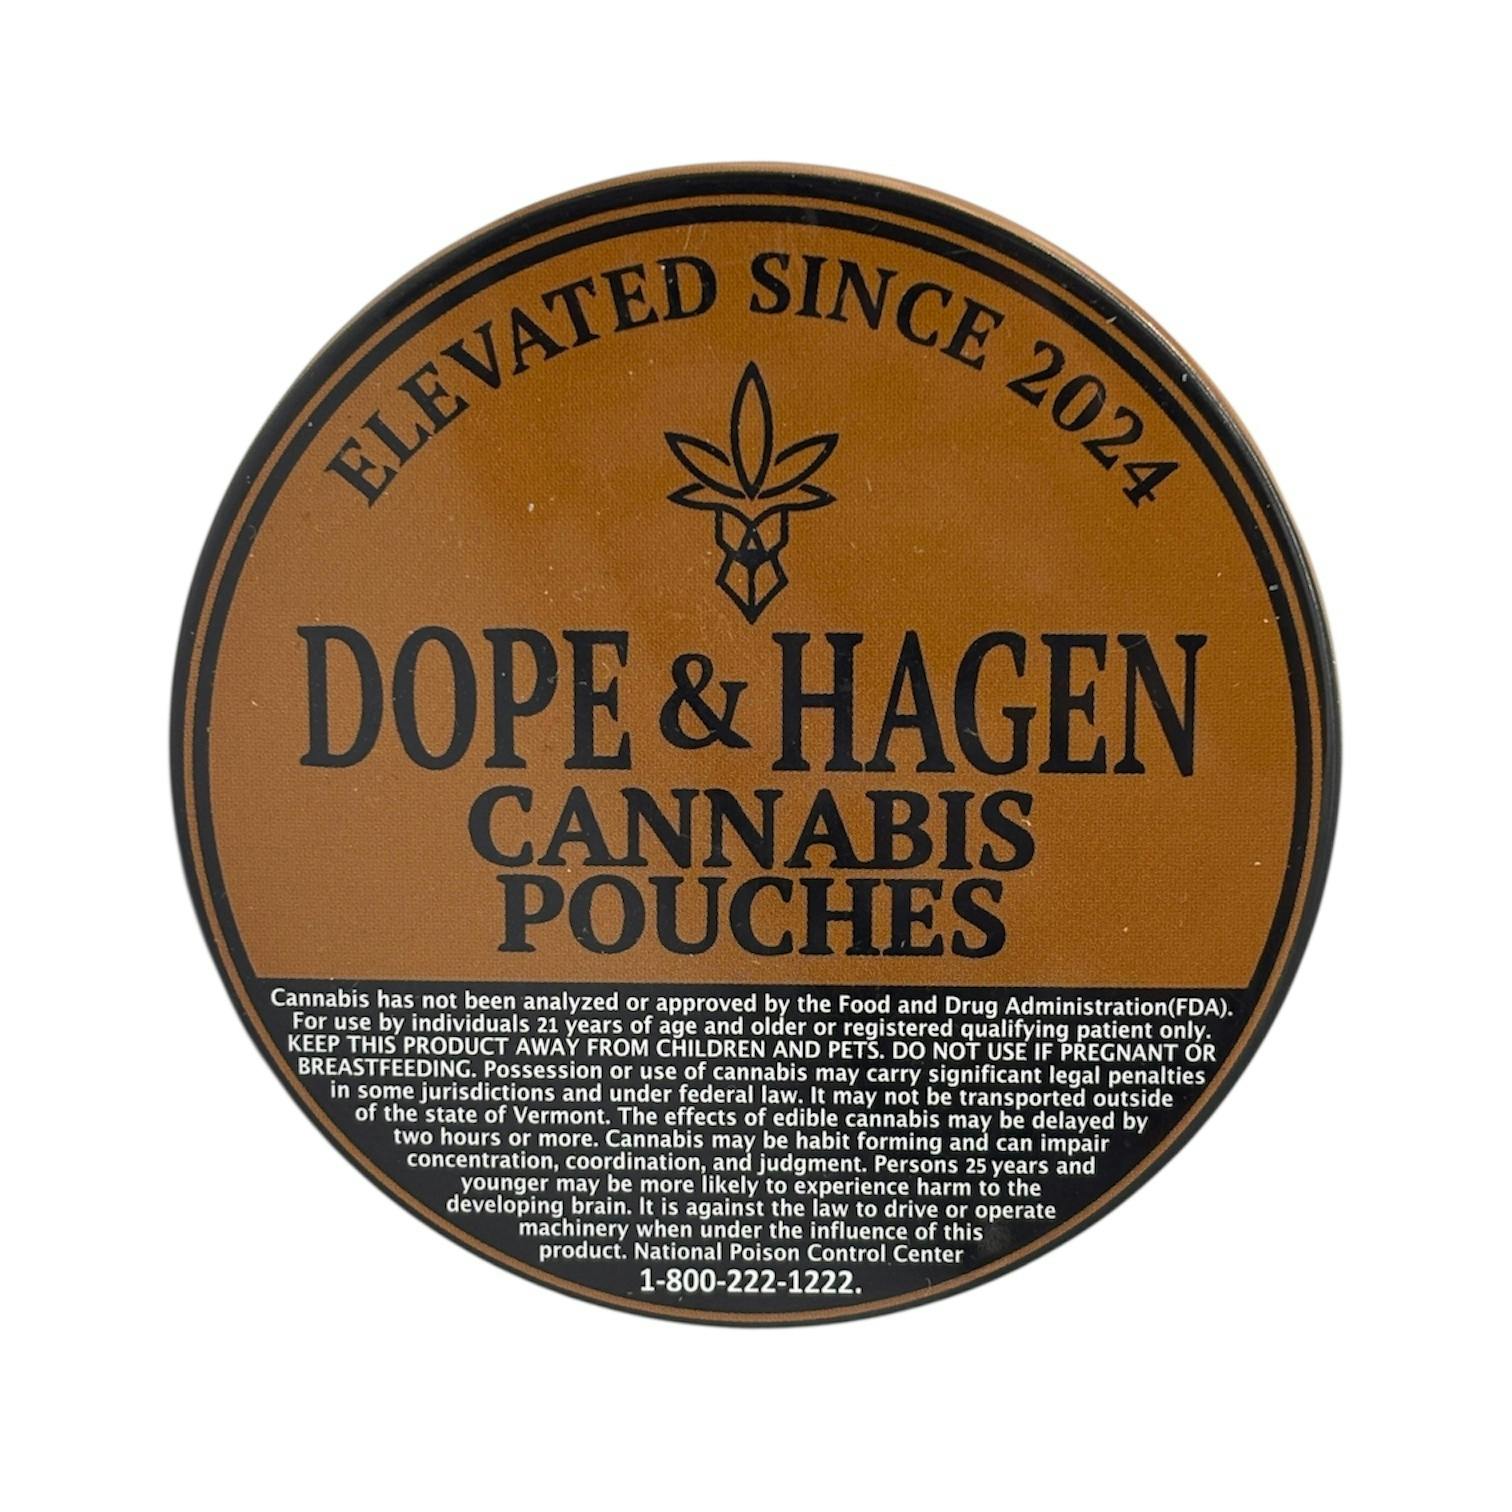 ELEVATED SINCE 2024
DOPE & HAGEN
CANNABIS
POUCHES
Cannabis has not been analyzed or approved by the Food and Drug Administration(FDA).
For use by individuals 21 years of age and older or registered qualifying patient only.
KEEP THIS PRODUCT AWAY FROM CHILDREN AND PETS. DO NOT USE IF PREGNANT OR
BREASTFEEDING. Possession or use of cannabis may carry significant legal penalties
in some jurisdictions and under federal law. It may not be transported outside
of the state of Vermont. The effects of edible cannabis may be delayed by
two hours or more. Cannabis may be habit forming and can impair
concentration, coordination, and judgment. Persons 25 years and
younger may be more likely to experience harm to the
developing brain. It is against the law to drive or operate
machinery when under the influence of this
product. National Poison Control Center
1-800-222-1222.